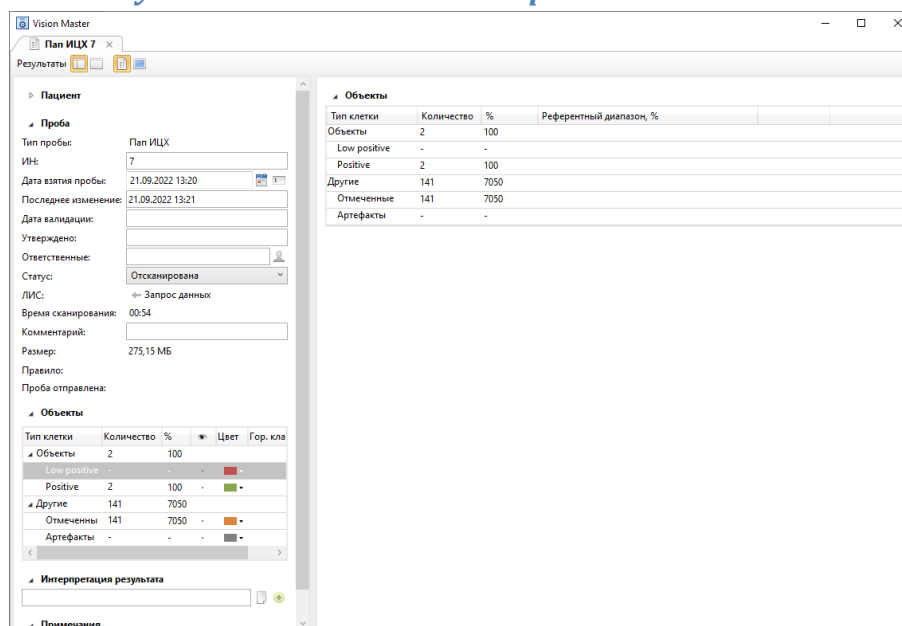 Vision Master
Пап ИЦХ 7
Результаты
Пациент
Проба
Тип пробы: Пап ИЦХ
ИН: 7
Дата взятия пробы: 21.09.2022 13:20
Последнее изменение: 21.09.2022 13:21
Дата валидации:
Утверждено:
Ответственные:
Статус: Отсканирована
ЛИС: Запрос данных
Время сканирования: 00:54
Комментарий:
Размер: 275,15 МБ
Правило:
Проба отправлена:
Объекты
Тип клетки Количество % Цвет Гор. кла
Объекты 2 100
Low positive - -
Positive 2 100
Другие 141 7050
Отмеченны 141 7050
Артефакты - -
Интерпретация результата
Примечания
Объекты
Тип клетки Количество % Референтный диапазон, %
Объекты 2 100
Low positive - -
Positive 2 100
Другие 141 7050
Отмеченные 141 7050
Артефакты - -